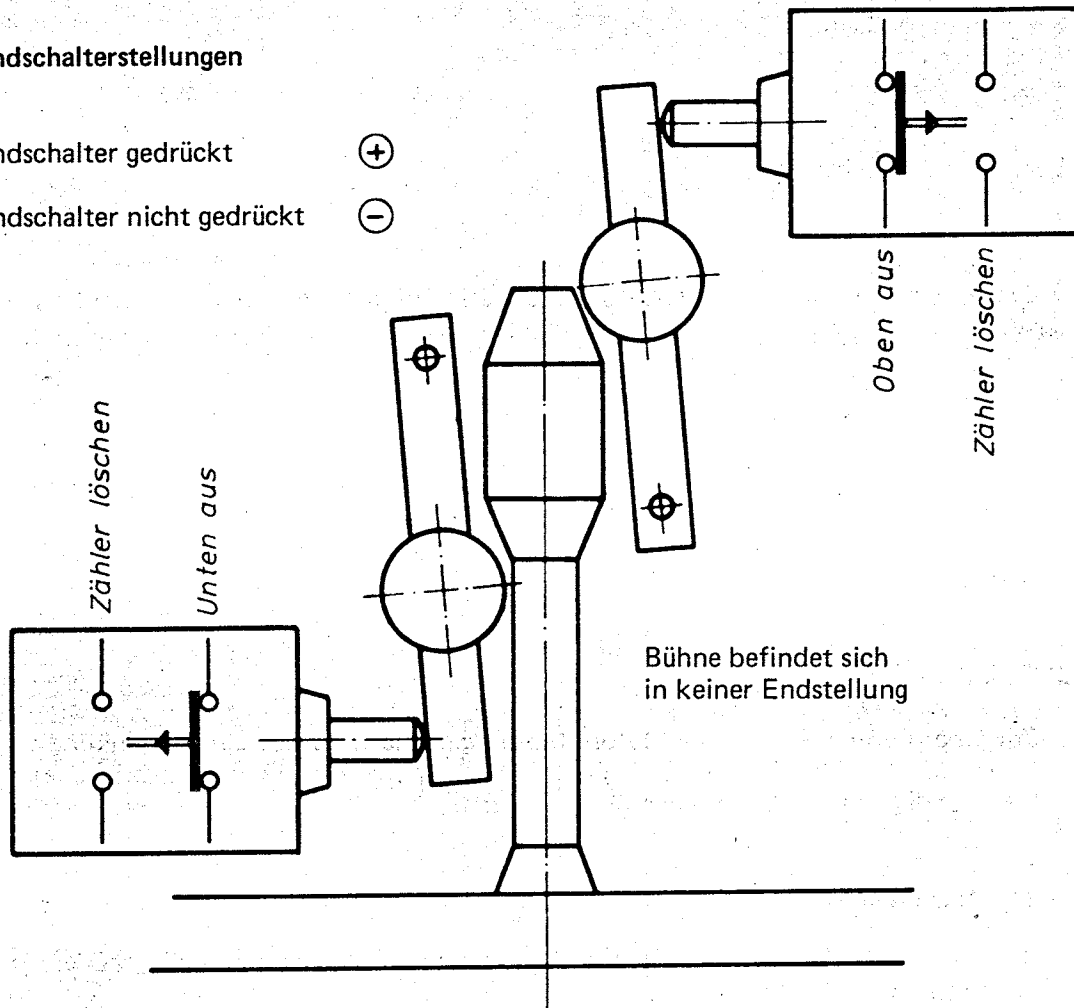 ndschalterstellungen
ndschalter gedrückt +
ndschalter nicht gedrückt −
Oben aus
Zähler löschen
Zähler löschen
Unten aus
Bühne befindet sich
in keiner Endstellung